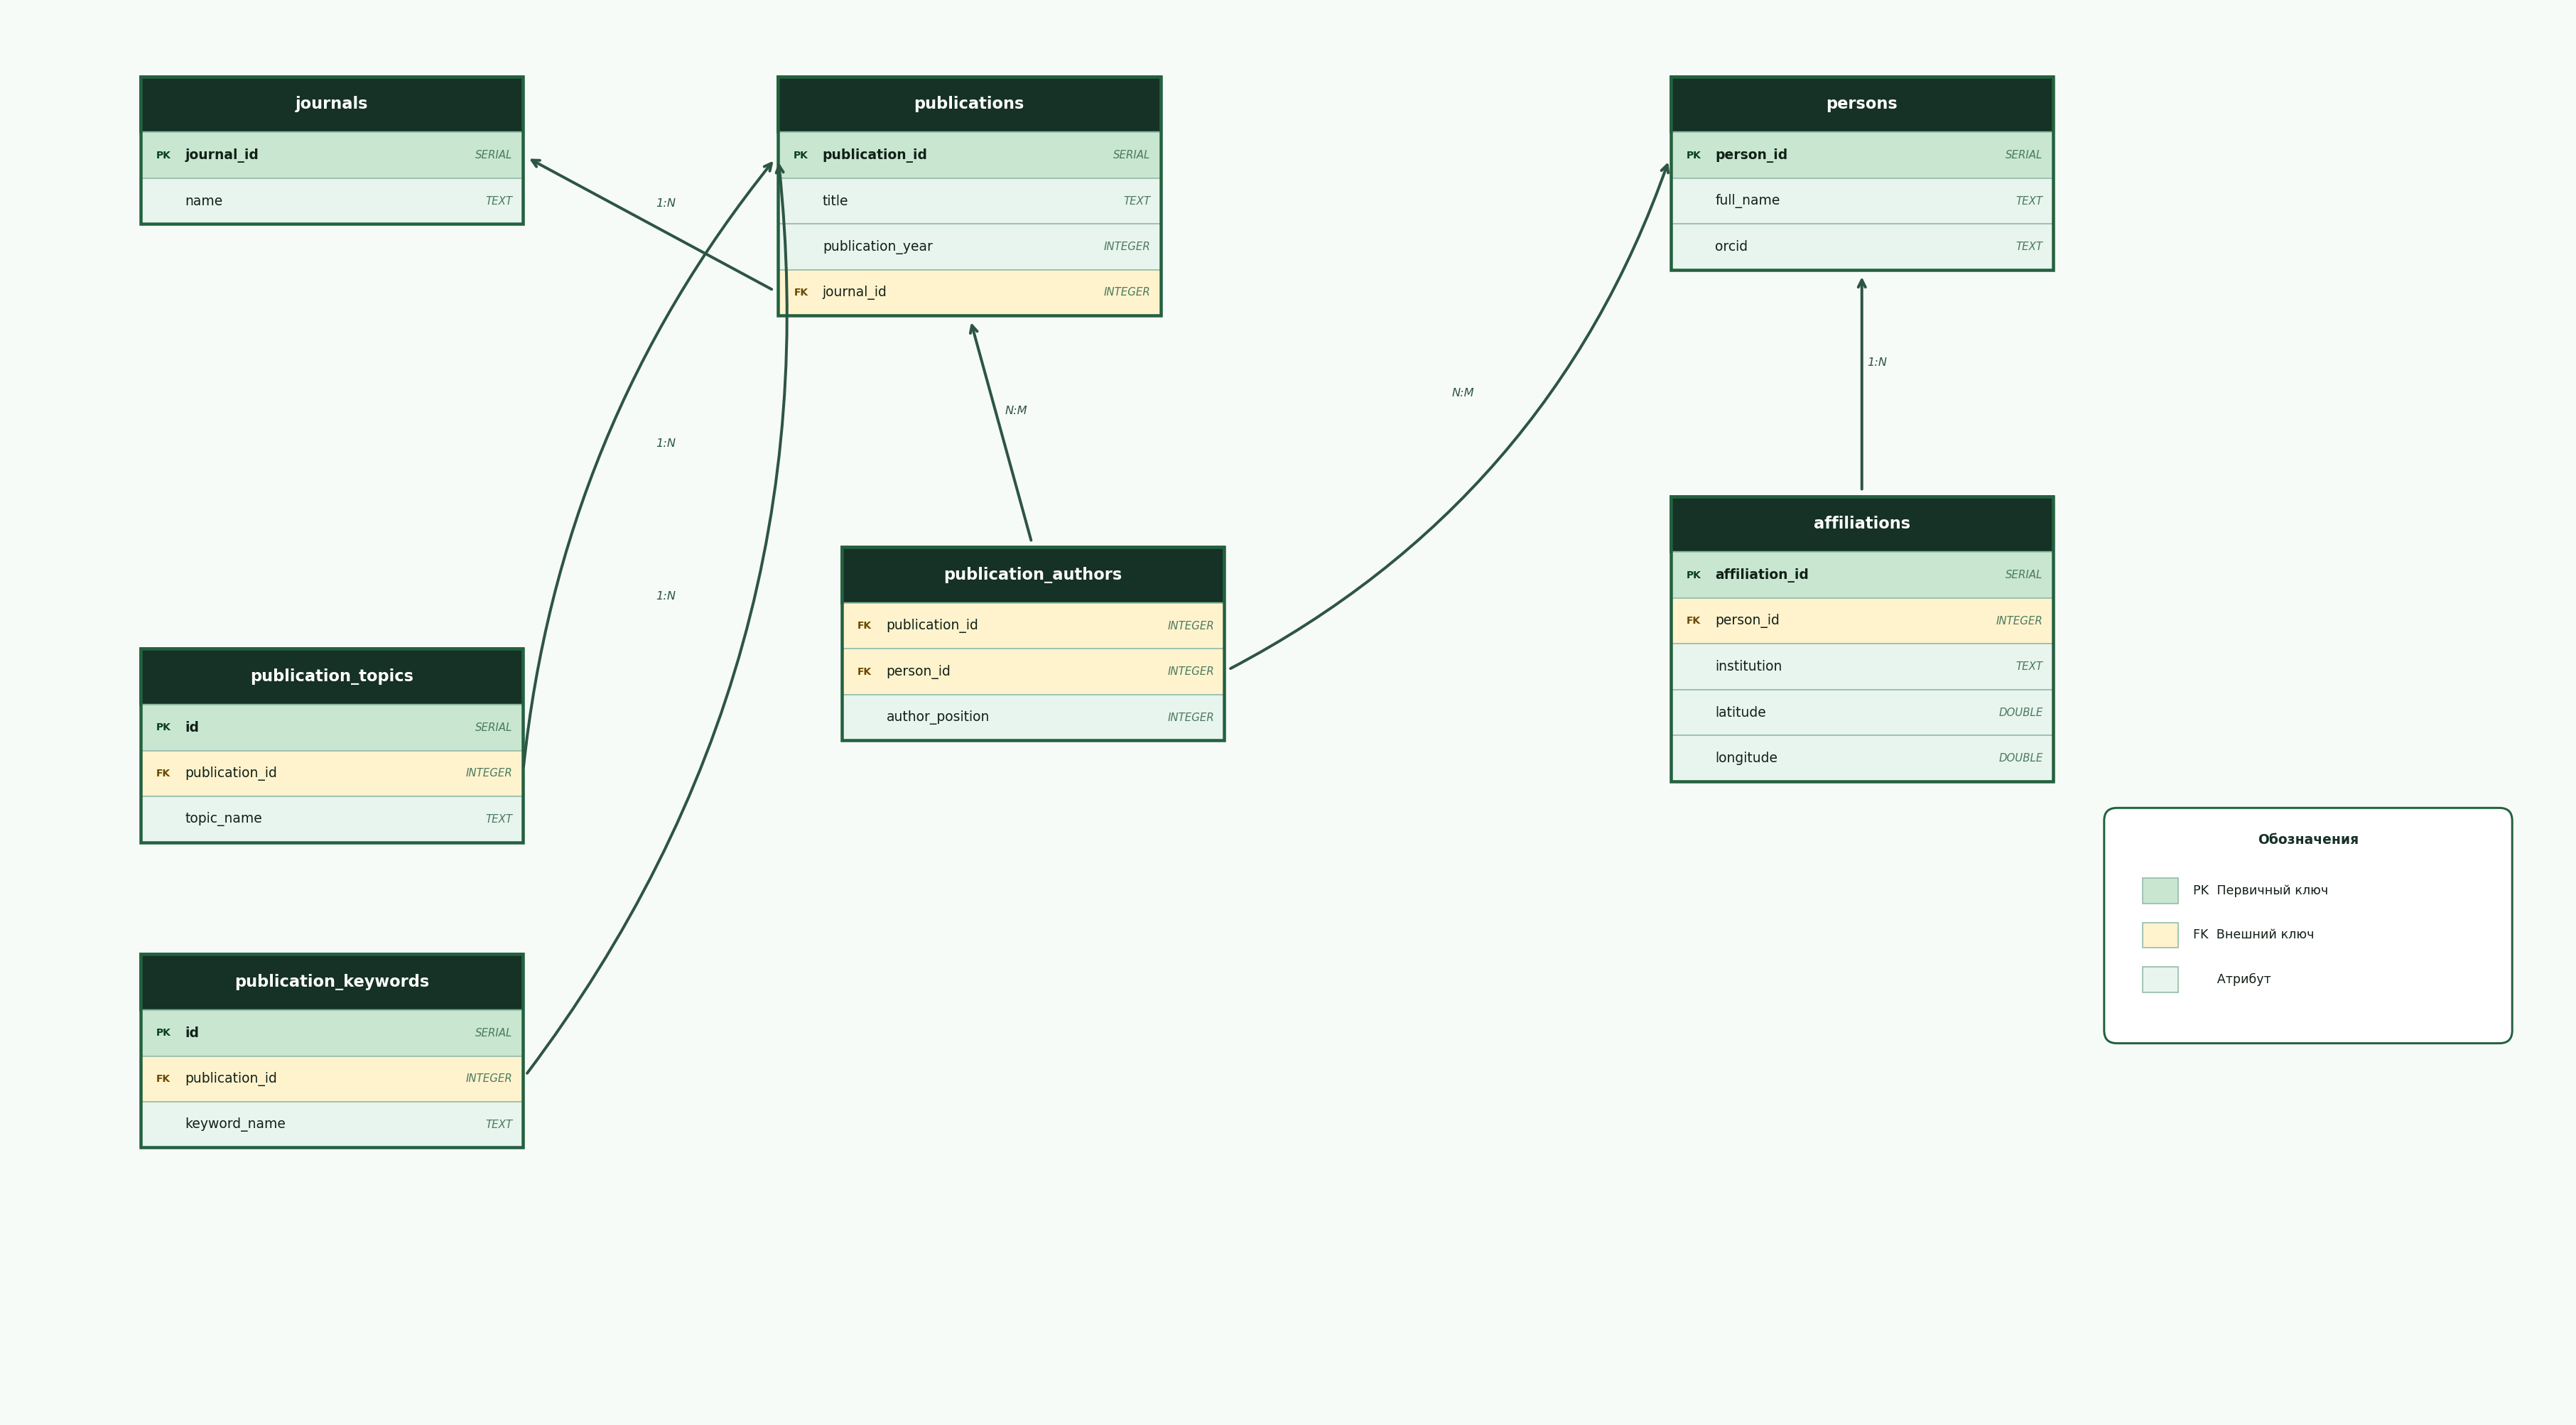 journals
PK journal_id SERIAL
name TEXT
1:N
publications
PK publication_id SERIAL
title TEXT
publication_year INTEGER
FK journal_id INTEGER
persons
PK person_id SERIAL
full_name TEXT
orcid TEXT
1:N
N:M
N:M
1:N
1:N
publication_authors
FK publication_id INTEGER
FK person_id INTEGER
author_position INTEGER
affiliations
PK affiliation_id SERIAL
FK person_id INTEGER
institution TEXT
latitude DOUBLE
longitude DOUBLE
publication_topics
PK id SERIAL
FK publication_id INTEGER
topic_name TEXT
publication_keywords
PK id SERIAL
FK publication_id INTEGER
keyword_name TEXT
Обозначения
PK Первичный ключ
FK Внешний ключ
Атрибут